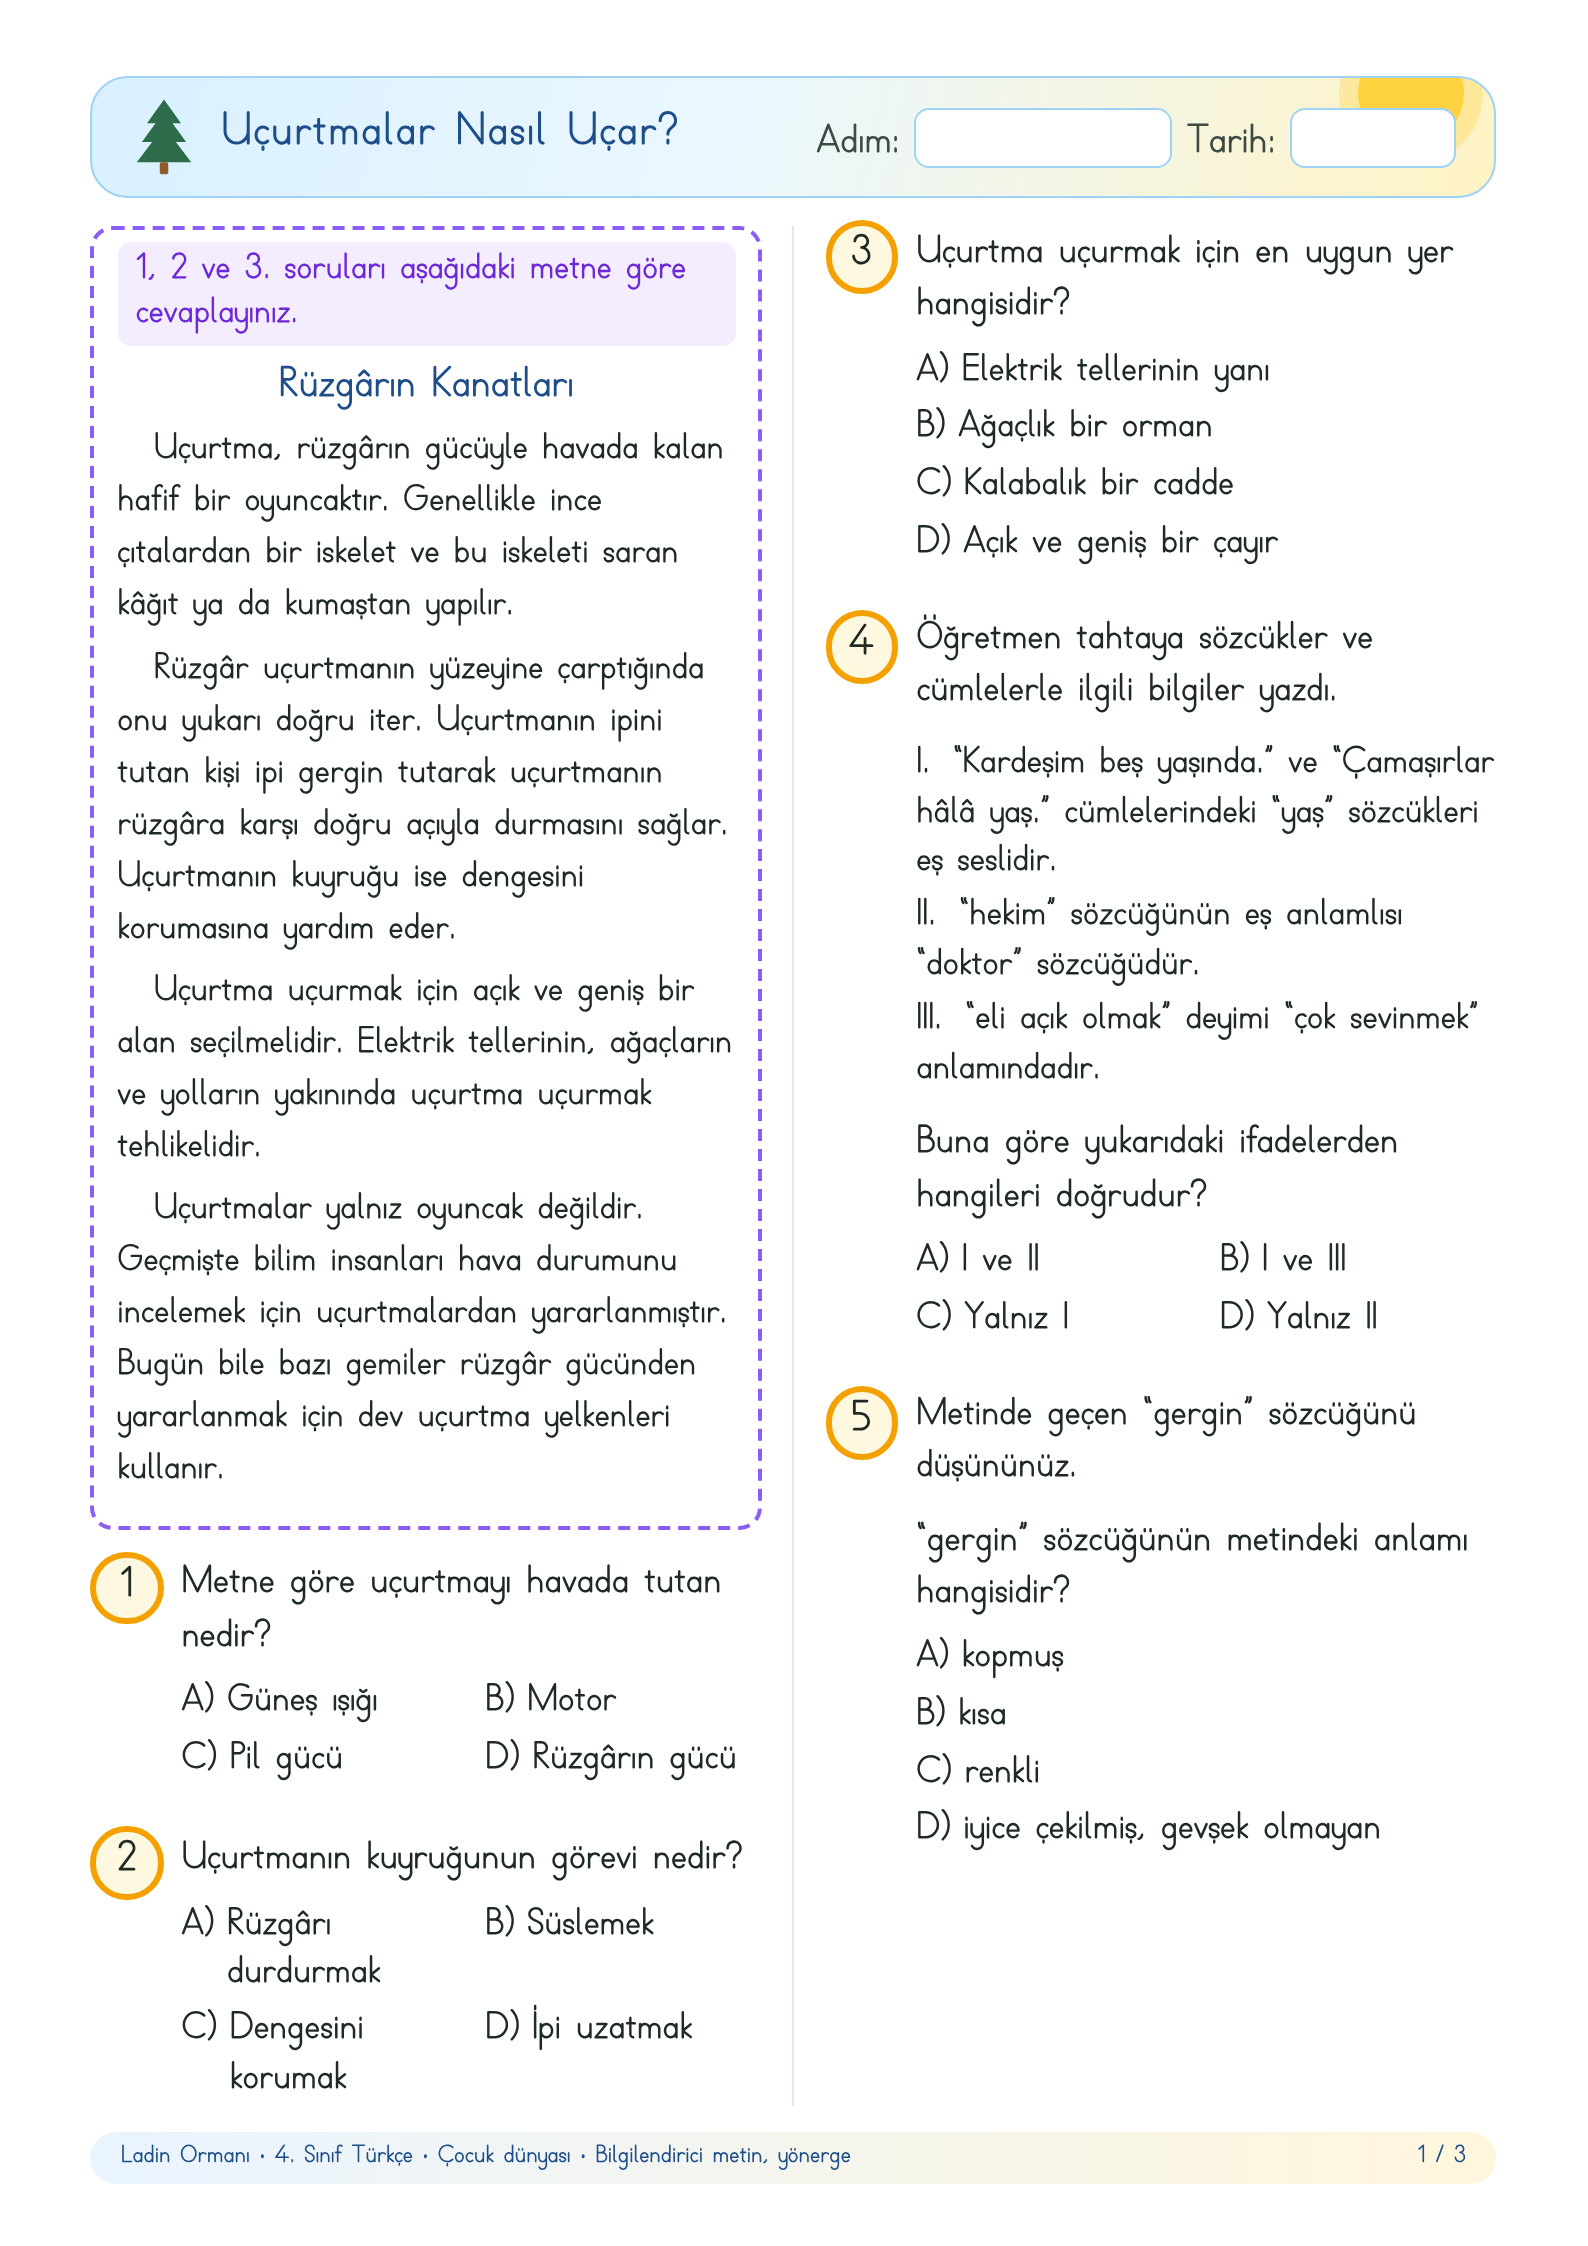 Uçurtmalar Nasıl Uçar?
Adım:
Tarih:
1, 2 ve 3. soruları aşağıdaki metne göre
cevaplayınız.
Rüzgârın Kanatları
Uçurtma, rüzgârın gücüyle havada kalan
hafif bir oyuncaktır. Genellikle ince
çıtalardan bir iskelet ve bu iskeleti saran
kâğıt ya da kumaştan yapılır.
Rüzgâr uçurtmanın yüzeyine çarptığında
onu yukarı doğru iter. Uçurtmanın ipini
tutan kişi ipi gergin tutarak uçurtmanın
rüzgâra karşı doğru açıyla durmasını sağlar.
Uçurtmanın kuyruğu ise dengesini
korumasına yardım eder.
Uçurtma uçurmak için açık ve geniş bir
alan seçilmelidir. Elektrik tellerinin, ağaçların
ve yolların yakınında uçurtma uçurmak
tehlikelidir.
Uçurtmalar yalnız oyuncak değildir.
Geçmişte bilim insanları hava durumunu
incelemek için uçurtmalardan yararlanmıştır.
Bugün bile bazı gemiler rüzgâr gücünden
yararlanmak için dev uçurtma yelkenleri
kullanır.
1
Metne göre uçurtmayı havada tutan
nedir?
A) Güneş ışığı
B) Motor
C) Pil gücü
D) Rüzgârın gücü
2
Uçurtmanın kuyruğunun görevi nedir?
A) Rüzgârı
durdurmak
B) Süslemek
C) Dengesini
korumak
D) İpi uzatmak
3
Uçurtma uçurmak için en uygun yer
hangisidir?
A) Elektrik tellerinin yanı
B) Ağaçlık bir orman
C) Kalabalık bir cadde
D) Açık ve geniş bir çayır
4
Öğretmen tahtaya sözcükler ve
cümlelerle ilgili bilgiler yazdı.
I. “Kardeşim beş yaşında.” ve “Çamaşırlar
hâlâ yaş.” cümlelerindeki “yaş” sözcükleri
eş seslidir.
II. “hekim” sözcüğünün eş anlamlısı
“doktor” sözcüğüdür.
III. “eli açık olmak” deyimi “çok sevinmek”
anlamındadır.
Buna göre yukarıdaki ifadelerden
hangileri doğrudur?
A) I ve II
B) I ve III
C) Yalnız I
D) Yalnız II
5
Metinde geçen “gergin” sözcüğünü
düşününüz.
“gergin” sözcüğünün metindeki anlamı
hangisidir?
A) kopmuş
B) kısa
C) renkli
D) iyice çekilmiş, gevşek olmayan
Ladin Ormanı • 4. Sınıf Türkçe • Çocuk dünyası • Bilgilendirici metin, yönerge
1 / 3